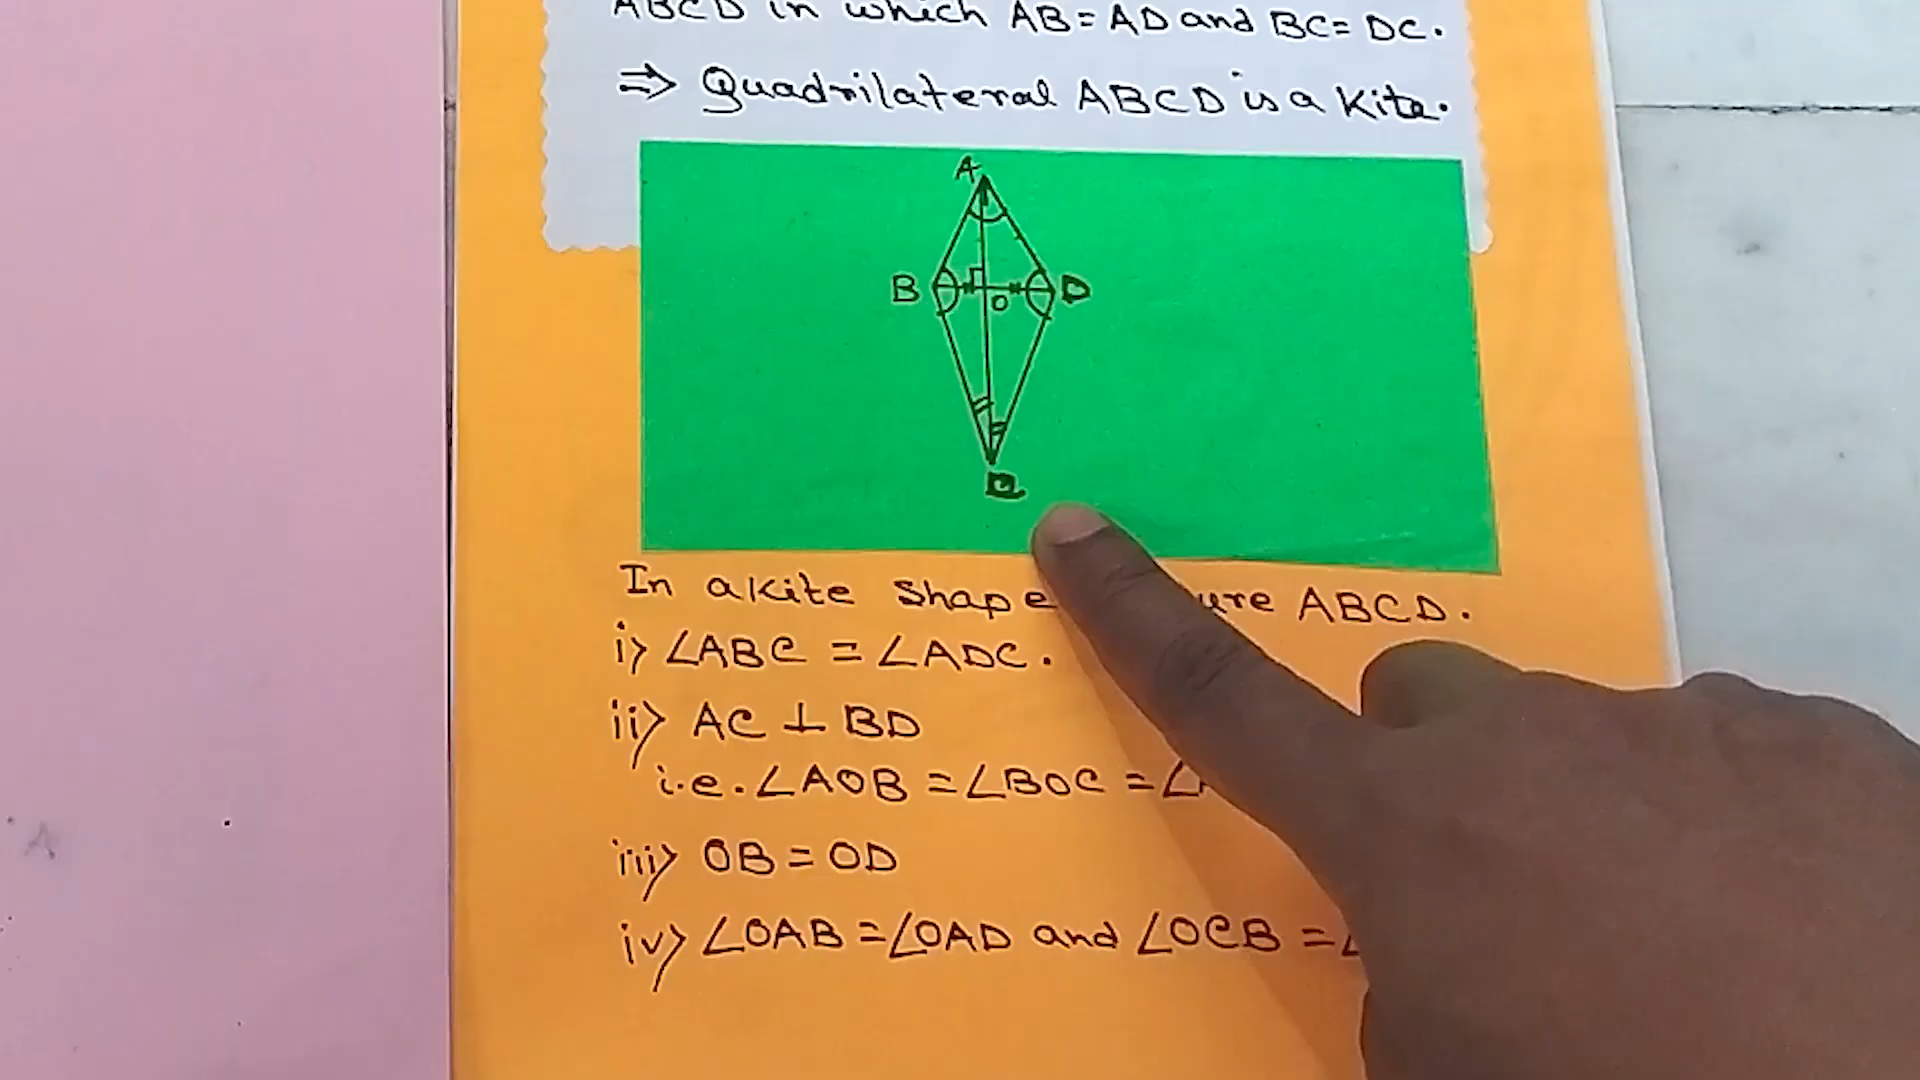 ABCD in which AB=AD and BC=DC.
⇒ Quadrilateral ABCD is a kite.
A
B
O
D
In a kite shape ABCD.
i) ∠ABC = ∠ADC.
ii) AC ⊥ BD
i.e. ∠AOB = ∠BOC = ∠
iii) OB = OD
iv) ∠OAB = ∠OAD and ∠OCB = ∠